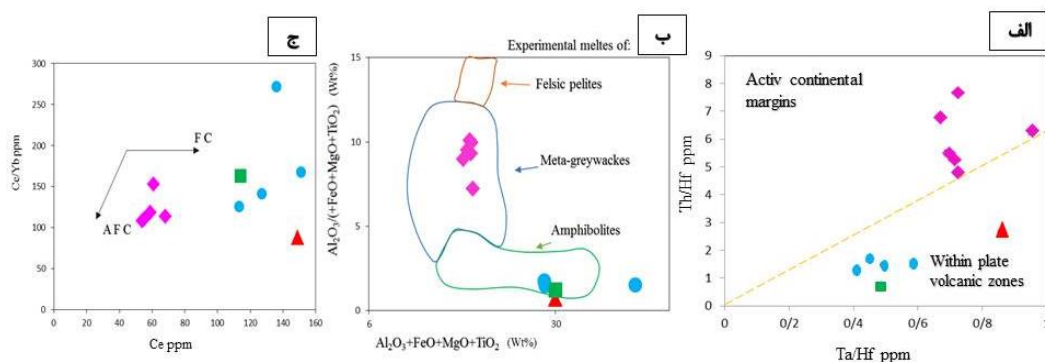 ج
300
250
200
150
100
50
0
Ce/Yb ppm
FC
AFC
0 20 40 60 80 100 120 140 160
Ce ppm
ب
Experimental meltes of:
15
10
5
0
Al₂O₃/(+FeO+MgO+TiO₂) (Wt%)
Felsic pelites
Meta-greywackes
Amphibolites
6 30
Al₂O₃+FeO+MgO+TiO₂ (Wt%)
الف
9
8
7
6
5
4
3
2
1
0
Th/Hf ppm
Activ continental
margins
Within plate
volcanic zones
0 0/2 0/4 0/6 0/8 1
Ta/Hf ppm